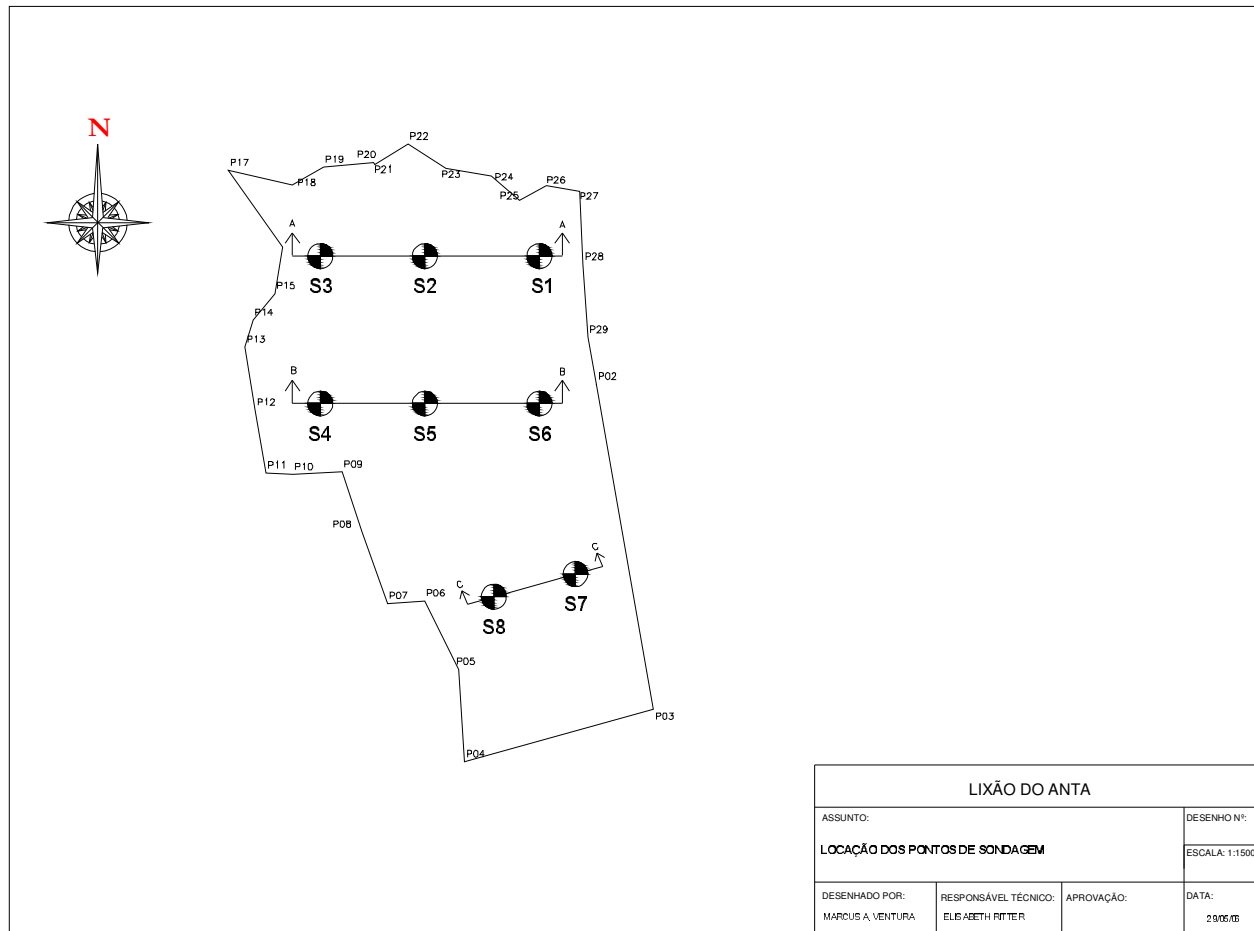 N
P22
P20
P19
P21
P17
P23
P18
P24
P26
P25
P27
A
A
P28
S3
S2
S1
P15
P14
P29
P13
B
B
P02
P12
S4
S5
S6
P11
P10
P09
P08
C
C
P07
P06
S7
S8
P05
P03
P04
LIXÃO DO ANTA
ASSUNTO:
DESENHO Nº:
LOCAÇÃO DOS PONTOS DE SONDAGEM
ESCALA: 1:1500
DESENHADO POR:
RESPONSÁVEL TÉCNICO:
APROVAÇÃO:
DATA:
MARCUS A. VENTURA
ELISABETH RITTER
29/05/06